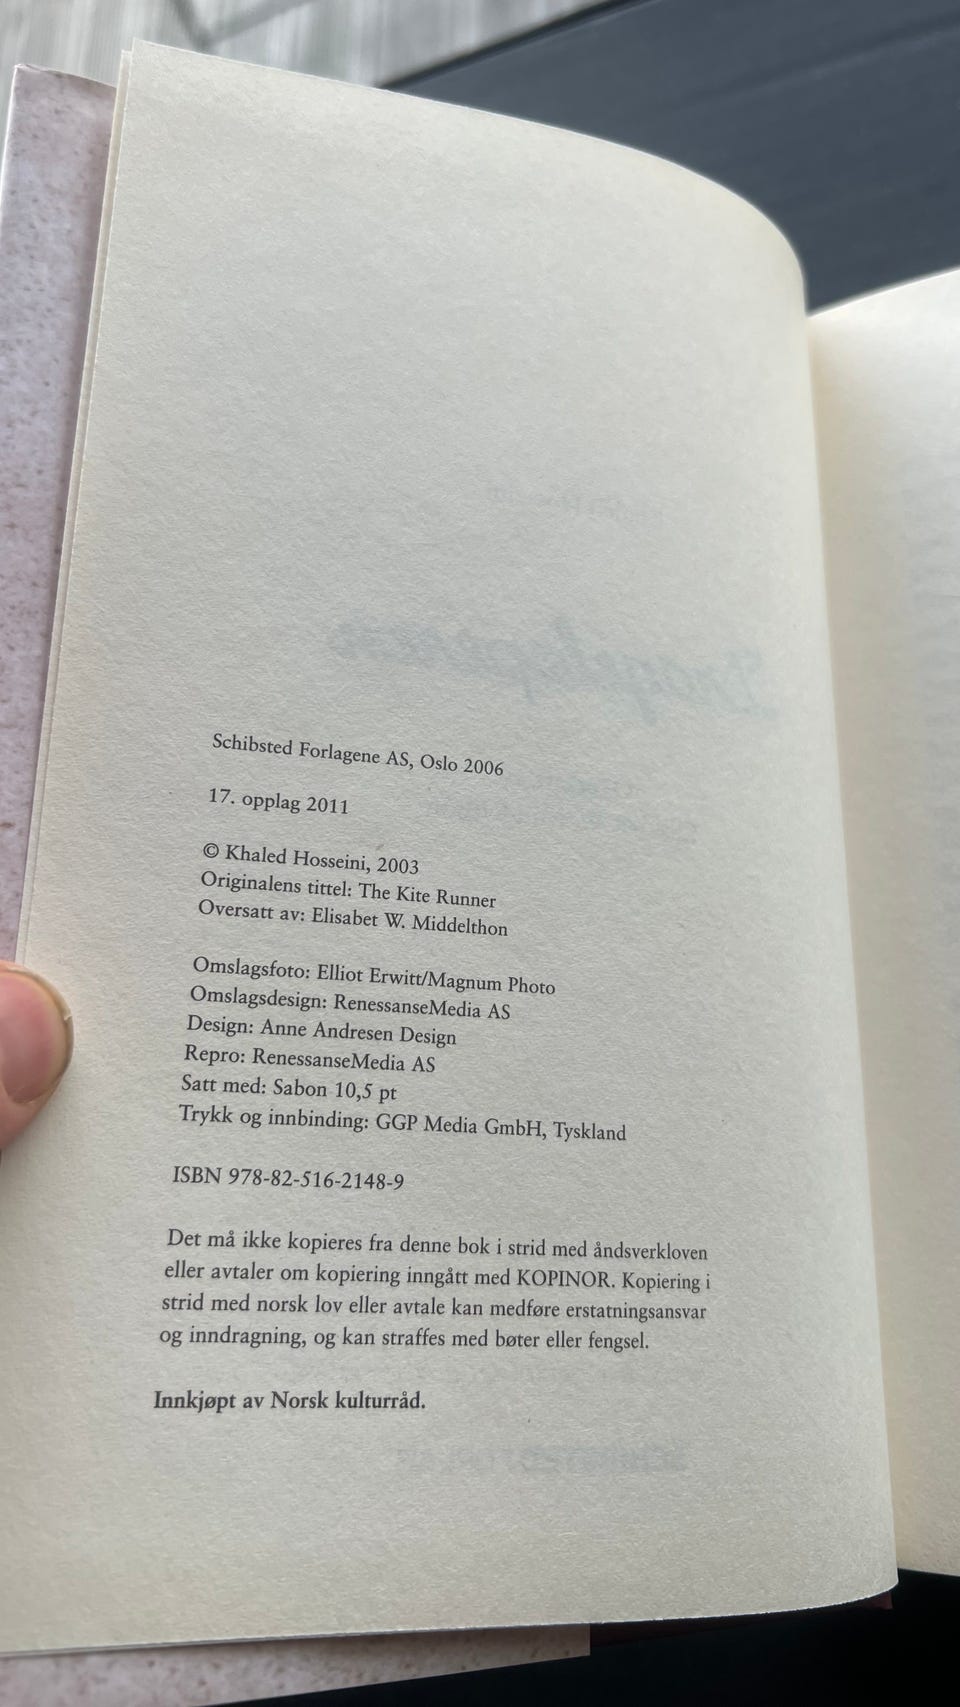 Schibsted Forlagene AS, Oslo 2006
17. opplag 2011
© Khaled Hosseini, 2003
Originalens tittel: The Kite Runner
Oversatt av: Elisabet W. Middelthon
Omslagsfoto: Elliot Erwitt/Magnum Photo
Omslagsdesign: RenessanseMedia AS
Design: Anne Andresen Design
Repro: RenessanseMedia AS
Satt med: Sabon 10,5 pt
Trykk og innbinding: GGP Media GmbH, Tyskland
ISBN 978-82-516-2148-9
Det må ikke kopieres fra denne bok i strid med åndsverkloven
eller avtaler om kopiering inngått med KOPINOR. Kopiering i
strid med norsk lov eller avtale kan medføre erstatningsansvar
og inndragning, og kan straffes med bøter eller fengsel.
Innkjøpt av Norsk kulturråd.